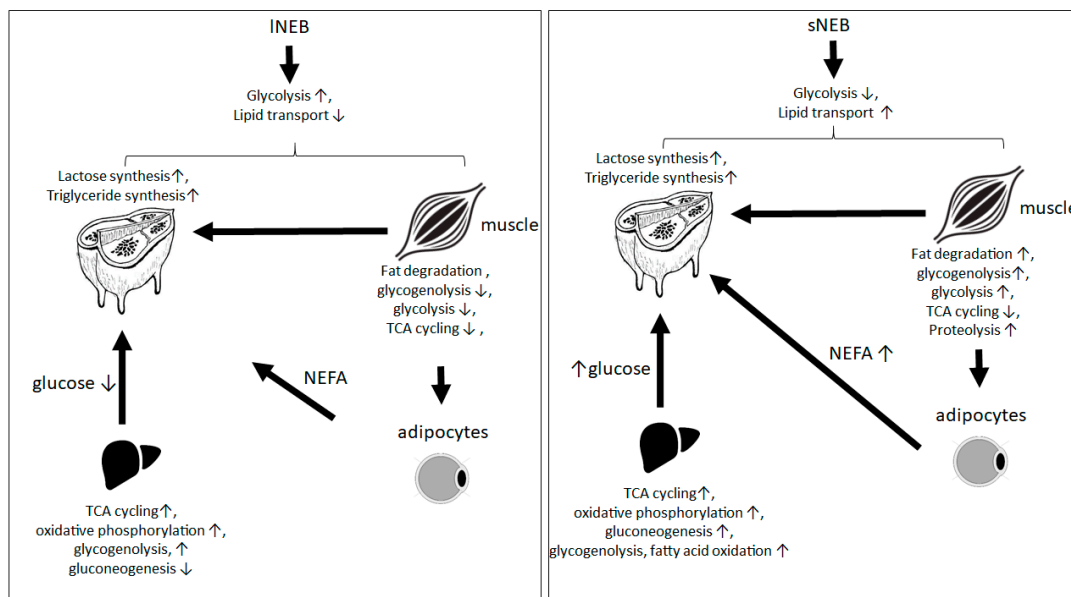 lNEB
Glycolysis ↑,
Lipid transport ↓
Lactose synthesis↑,
Triglyceride synthesis↑
muscle
Fat degradation ,
glycogenolysis ↓,
glycolysis ↓,
TCA cycling ↓ ,
glucose ↓
NEFA
adipocytes
TCA cycling↑,
oxidative phosphorylation ↑,
glycogenolysis, ↑
gluconeogenesis ↓
sNEB
Glycolysis ↓,
Lipid transport ↑
Lactose synthesis↑,
Triglyceride synthesis↑
muscle
Fat degradation ↑,
glycogenolysis↑,
glycolysis ↑,
TCA cycling ↓,
Proteolysis ↑
↑glucose
NEFA ↑
adipocytes
TCA cycling↑,
oxidative phosphorylation ↑,
gluconeogenesis ↑,
glycogenolysis, fatty acid oxidation ↑